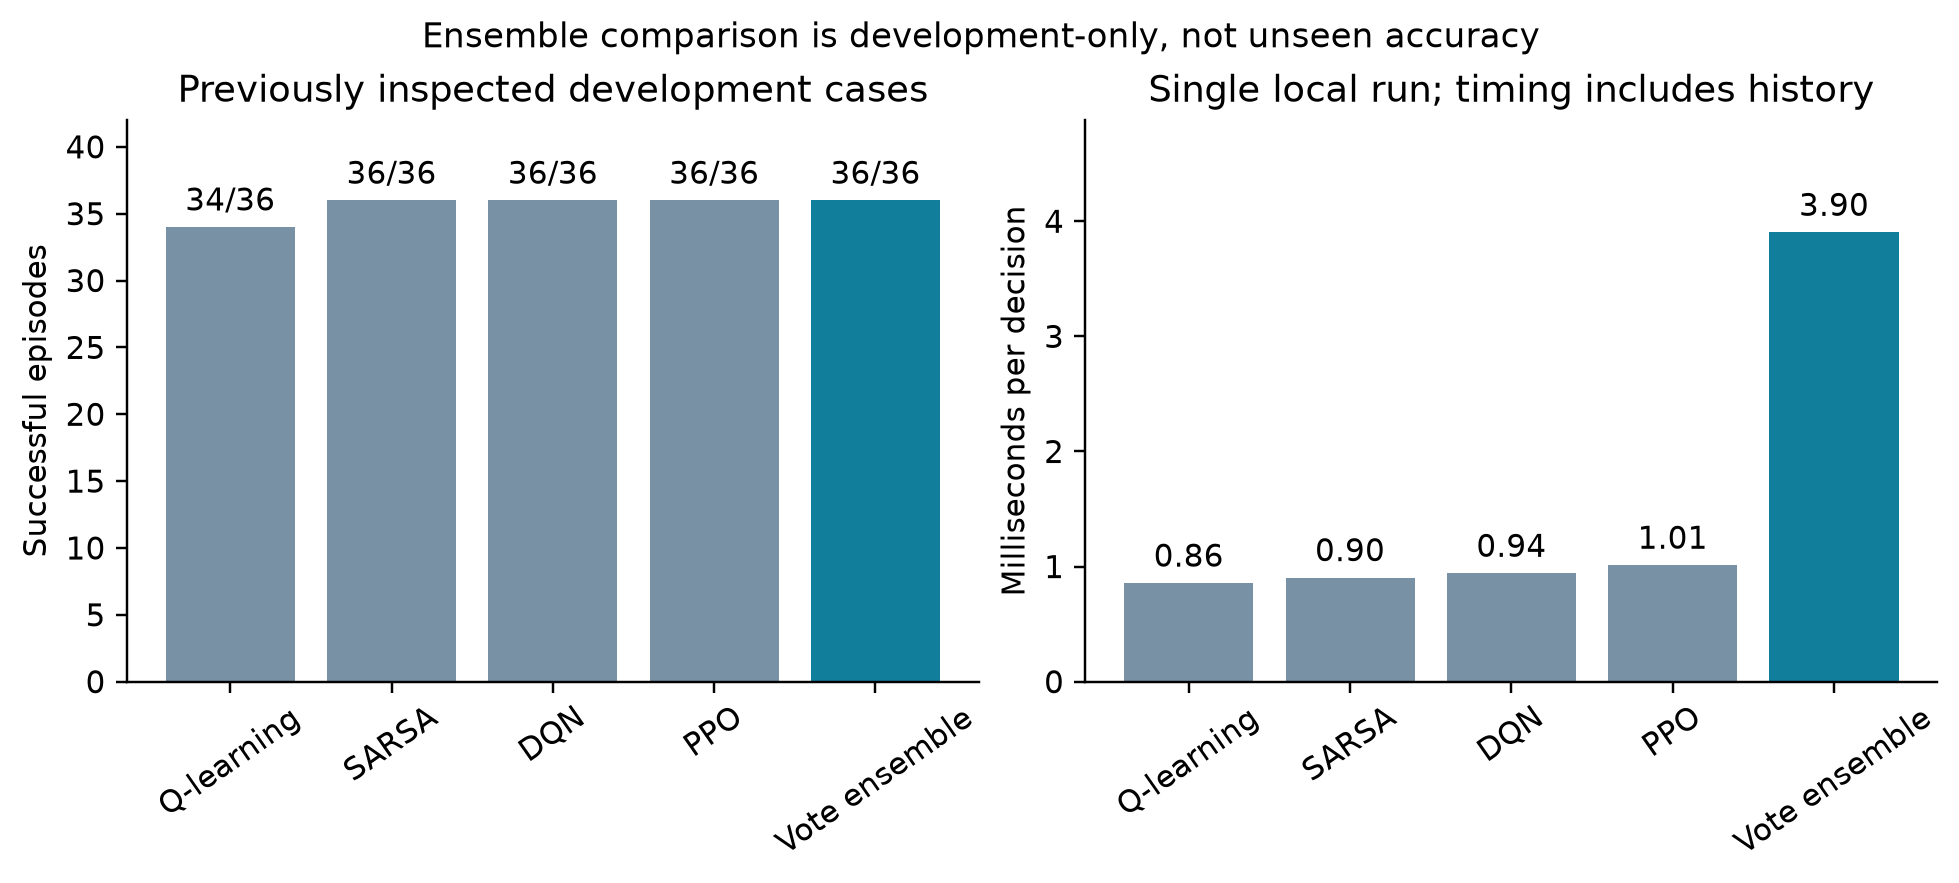 Ensemble comparison is development-only, not unseen accuracy
Previously inspected development cases
Successful episodes
40
35
30
25
20
15
10
5
0
34/36
36/36
36/36
36/36
36/36
Q-learning
SARSA
DQN
PPO
Vote ensemble
Single local run; timing includes history
Milliseconds per decision
4
3
2
1
0
0.86
0.90
0.94
1.01
3.90
Q-learning
SARSA
DQN
PPO
Vote ensemble